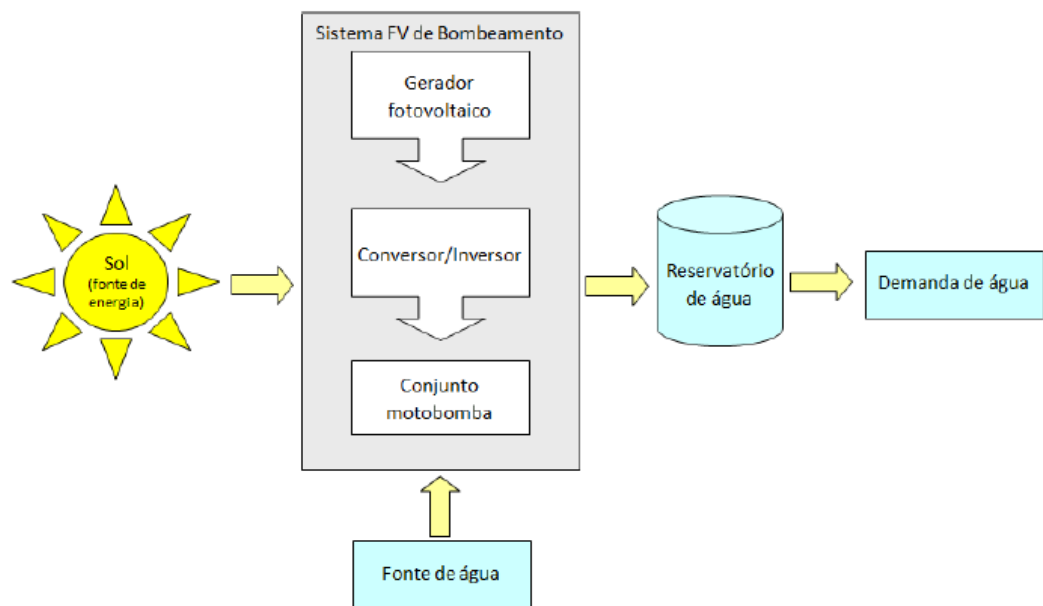 Sistema FV de Bombeamento
Gerador
fotovoltaico
Sol
(fonte de
energia)
Conversor/Inversor
Reservatório
de água
Demanda de água
Conjunto
motobomba
Fonte de água